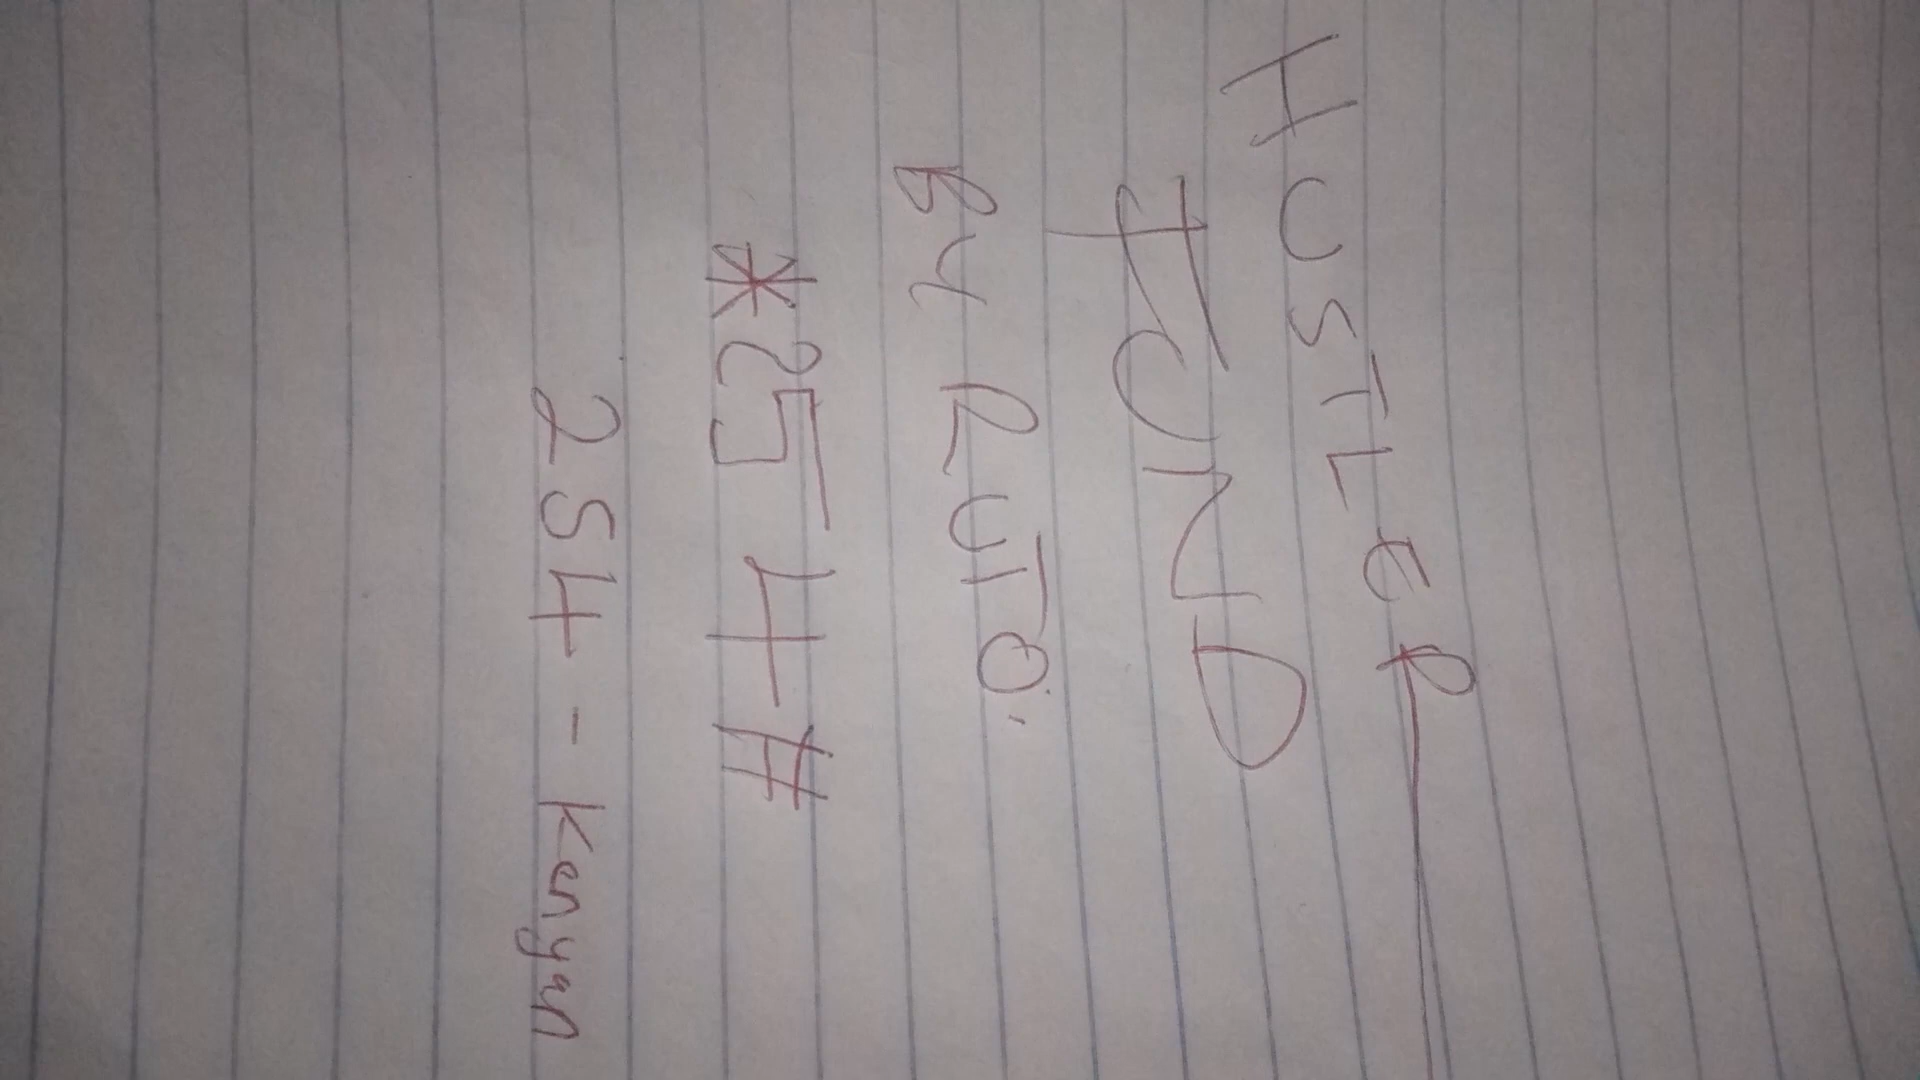 HUSTLER
FUND
By RUTO.
*254#
254 - Kenyan